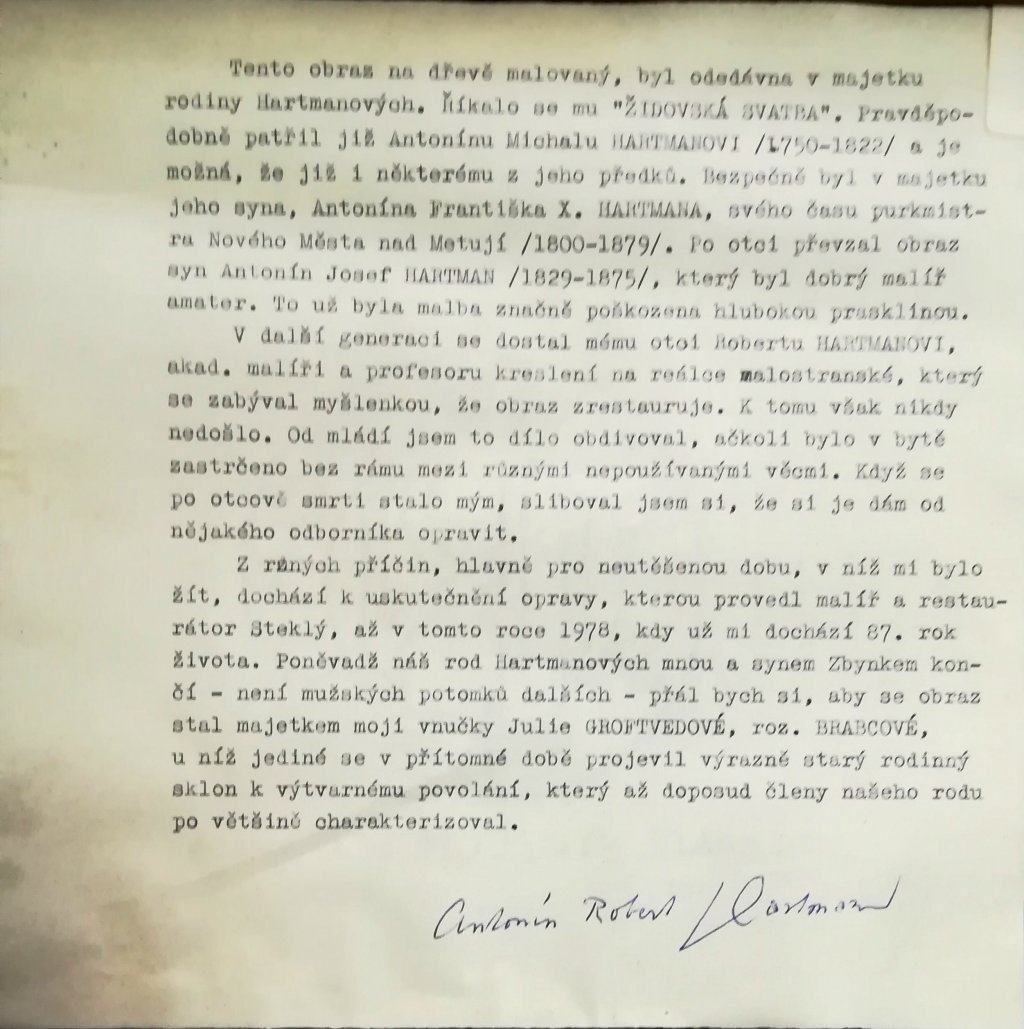 Tento obraz na dřevě malovaný, byl odedávna v majetku
rodiny Hartmanových. Říkalo se mu "ŽIDOVSKÁ SVATBA". Pravděpo-
dobně patřil již Antonínu Michalu HARTMANOVI /1750-1822/ a je
možná, že již i některému z jeho předků. Bezpečně byl v majetku
jeho syna, Antonína Františka X. HARTMANA, svého času purkmist-
ra Nového Města nad Metují /1800-1879/. Po otci převzal obraz
syn Antonín Josef HARTMAN /1829-1875/, který byl dobrý malíř
amater. To už byla malba značně poškozena hlubokou prasklinou.
V další generaci se dostal mému otci Robertu HARTMANOVI,
akad. malíři a profesoru kreslení na reálce malostranské, který
se zabýval myšlenkou, že obraz zrestauruje. K tomu však nikdy
nedošlo. Od mládí jsem to dílo obdivoval, ačkoli bylo v bytě
zastrčeno bez rámu mezi různými nepoužívanými věcmi. Když se
po otcově smrti stalo mým, sliboval jsem si, že si je dám od
nějakého odborníka opravit.
Z rzných příčin, hlavně pro neutěšenou dobu, v níž mi bylo
žít, dochází k uskutečnění opravy, kterou provedl malíř a restau-
rátor Steklý, až v tomto roce 1978, kdy už mi dochází 87. rok
života. Poněvadž náš rod Hartmanových mnou a synem Zbynkem kon-
čí - není mužských potomků dalších - přál bych si, aby se obraz
stal majetkem moji vnučky Julie GROFTVEDOVÉ, roz. BRABCOVÉ,
u níž jediné se v přítomné době projevil výrazně starý rodinný
sklon k výtvarnému povolání, který až doposud členy našeho rodu
po většině charakterizoval.
Antonín Robert Hartman